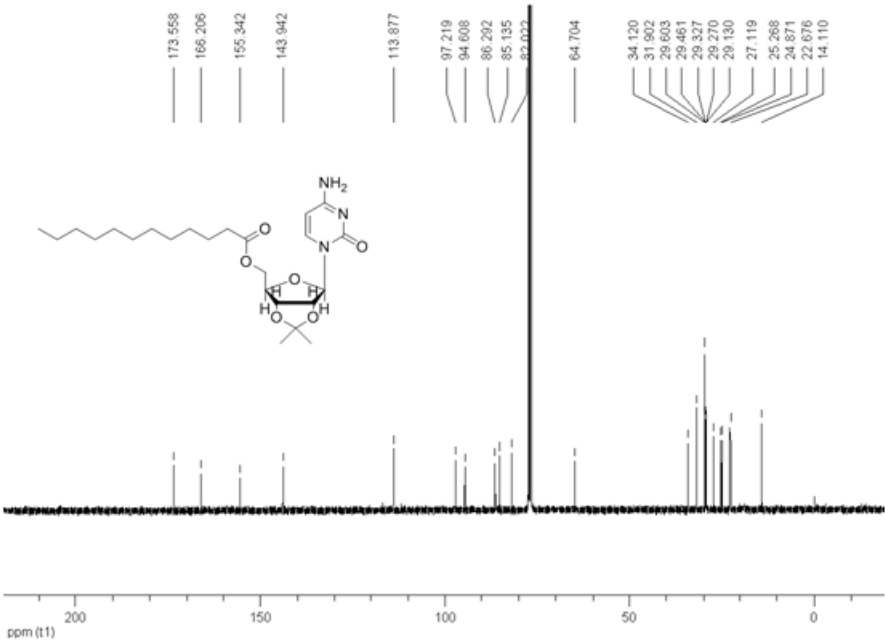 173.558
166.206
155.342
143.942
113.877
97.219
94.608
86.292
85.135
82.022
64.704
34.120
31.902
29.603
29.461
29.327
29.270
29.130
27.119
25.268
24.871
22.676
14.110
NH₂
N
O
N
O
O
O
H H
H H
O O
200 150 100 50 0
ppm (t1)